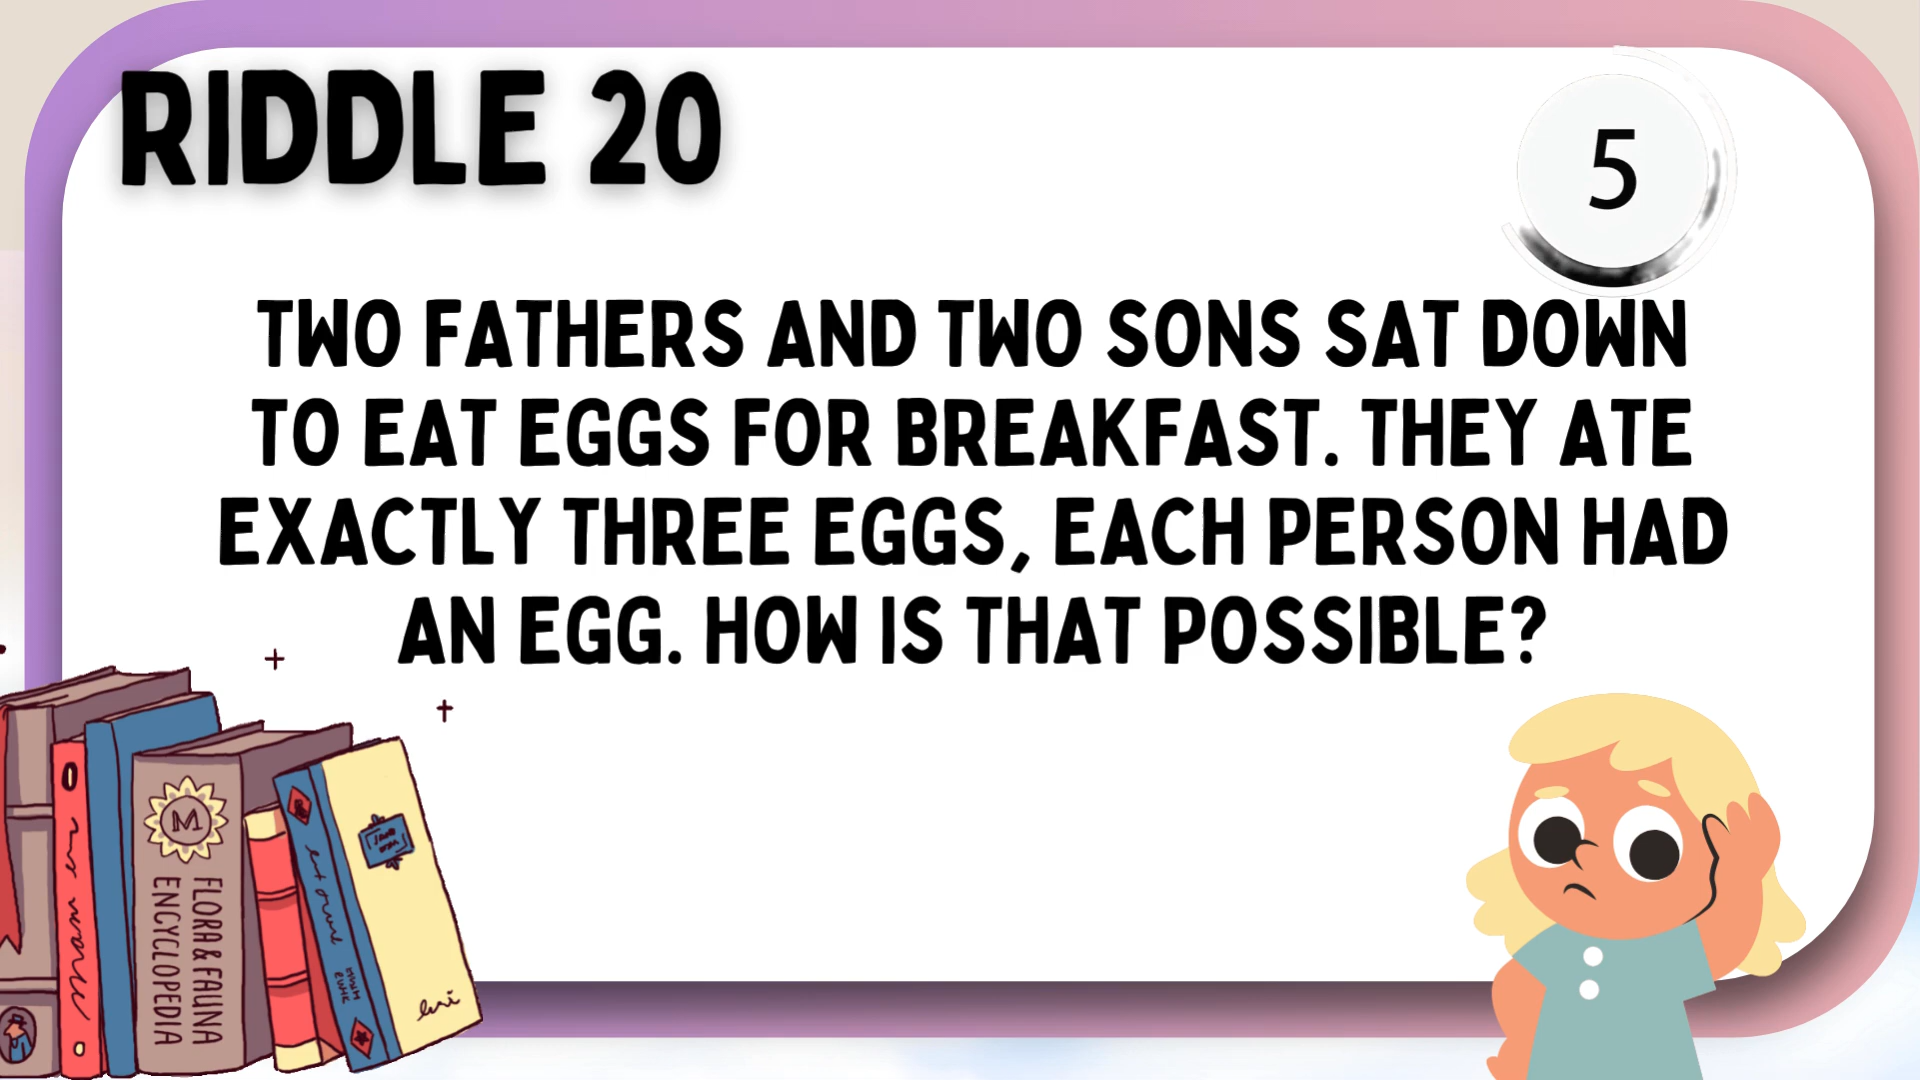 RIDDLE 20
5
TWO FATHERS AND TWO SONS SAT DOWN
TO EAT EGGS FOR BREAKFAST. THEY ATE
EXACTLY THREE EGGS, EACH PERSON HAD
AN EGG. HOW IS THAT POSSIBLE?
M
FLORA & FAUNA
ENCYCLOPEDIA